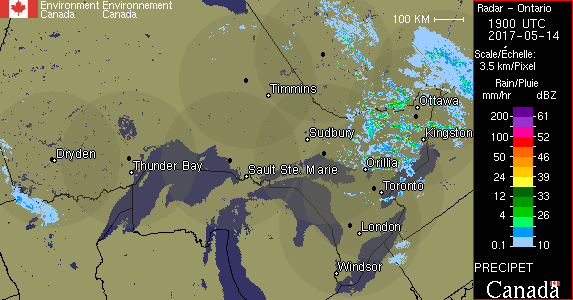 Environment Environnement
Canada Canada
100 KM
Radar - Ontario
1900 UTC
2017-05-14
Scale/Échelle:
3.5 km/Pixel
Rain/Pluie
mm/hr dBZ
200 61
100 52
50 46
24 39
12 33
4 26
0.1 10
PRECIPET
Canada
Timmins
Ottawa
Sudbury
Kingston
Dryden
Thunder Bay
Sault Ste. Marie
Orillia
Toronto
London
Windsor